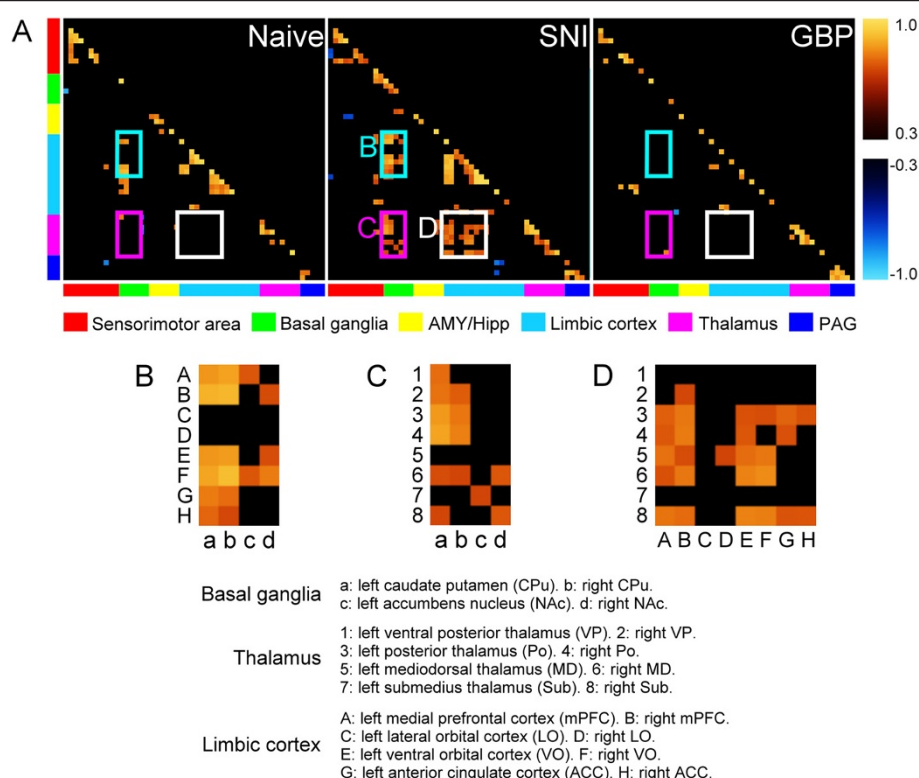 A
Naive
SNI
GBP
1.0
0.3
-0.3
-1.0
B
C
D
Sensorimotor area
Basal ganglia
AMY/Hipp
Limbic cortex
Thalamus
PAG
B
A
B
C
D
E
F
G
H
a b c d
C
1
2
3
4
5
6
7
8
a b c d
D
1
2
3
4
5
6
7
8
A B C D E F G H
Basal ganglia
a: left caudate putamen (CPu). b: right CPu.
c: left accumbens nucleus (NAc). d: right NAc.
Thalamus
1: left ventral posterior thalamus (VP). 2: right VP.
3: left posterior thalamus (Po). 4: right Po.
5: left mediodorsal thalamus (MD). 6: right MD.
7: left submedius thalamus (Sub). 8: right Sub.
Limbic cortex
A: left medial prefrontal cortex (mPFC). B: right mPFC.
C: left lateral orbital cortex (LO). D: right LO.
E: left ventral orbital cortex (VO). F: right VO.
G: left anterior cingulate cortex (ACC). H: right ACC.